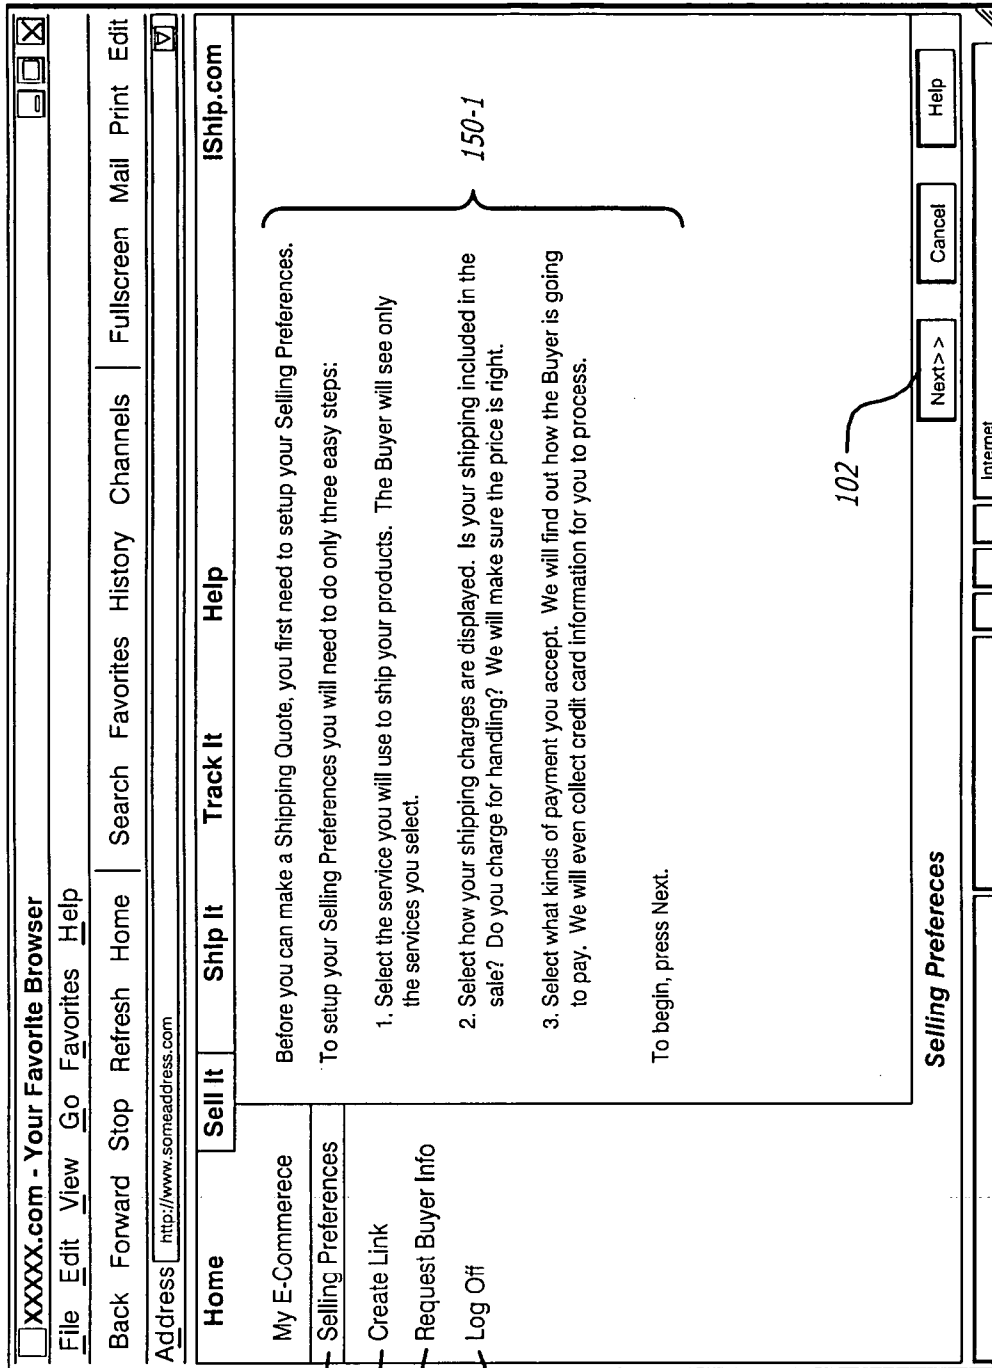 XXXXX.com - Your Favorite Browser
File Edit View Go Favorites Help
Back Forward Stop Refresh Home Search Favorites History Channels Fullscreen Mail Print Edit
Address http://www.someaddress.com
Home Sell It Ship It Track It Help IShip.com
My E-Commerece
Selling Preferences
Create Link
Request Buyer Info
Log Off
Before you can make a Shipping Quote, you first need to setup your Selling Preferences.
To setup your Selling Preferences you will need to do only three easy steps:
1. Select the service you will use to ship your products. The Buyer will see only
the services you select.
2. Select how your shipping charges are displayed. Is your shipping included in the
sale? Do you charge for handling? We will make sure the price is right.
3. Select what kinds of payment you accept. We will find out how the Buyer is going
to pay. We will even collect credit card information for you to process.
To begin, press Next.
150-1
102
Selling Prefereces
Next> > Cancel Help
Internet